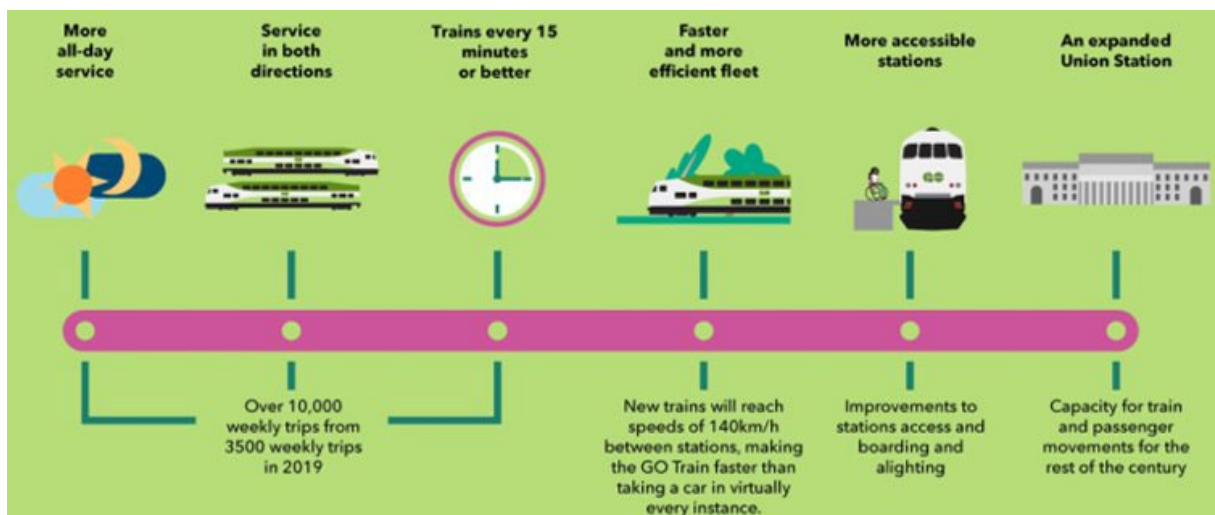 More
all-day
service
Service
in both
directions
Trains every 15
minutes
or better
Faster
and more
efficient fleet
More accessible
stations
An expanded
Union Station
GO
Over 10,000
weekly trips from
3500 weekly trips
in 2019
New trains will reach
speeds of 140km/h
between stations, making
the GO Train faster than
taking a car in virtually
every instance.
Improvements to
stations access and
boarding and
alighting
Capacity for train
and passenger
movements for the
rest of the century